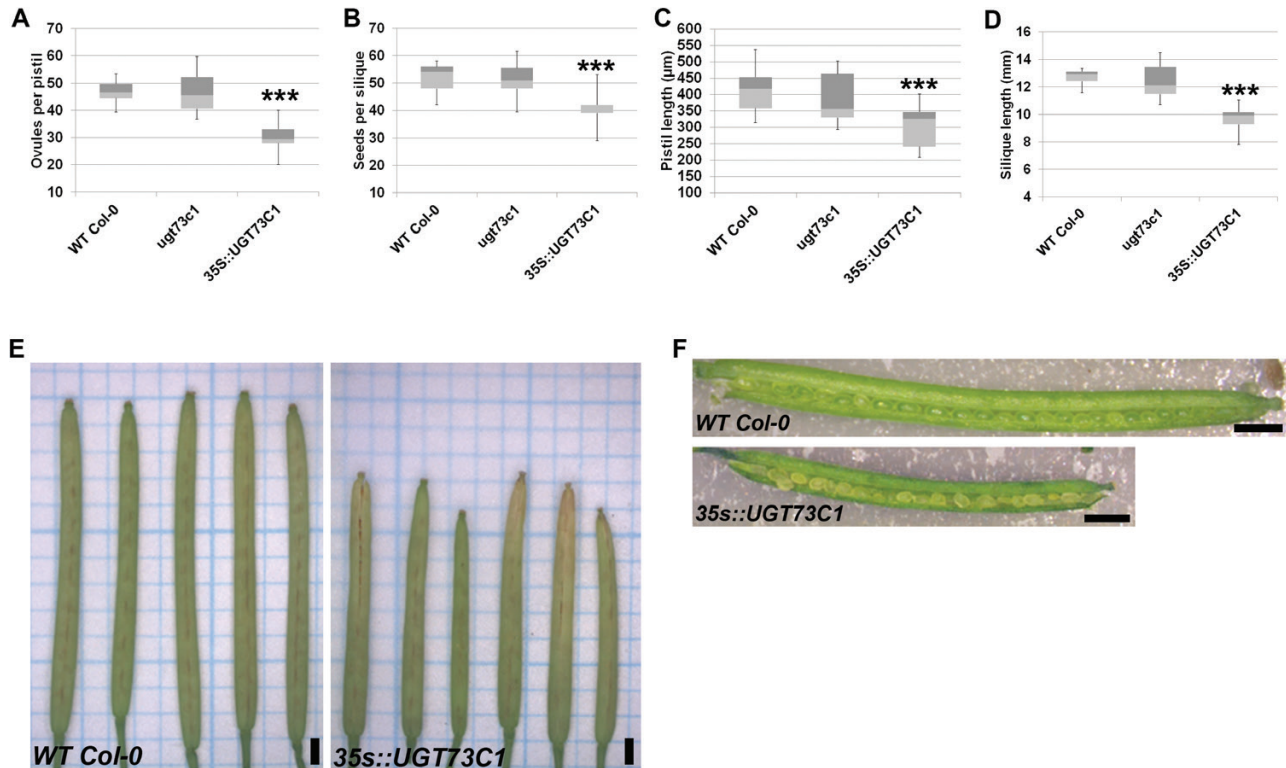 A
Ovules per pistil
70
60
50
40
30
20
10
***
WT Col-0
ugt73c1
35S::UGT73C1
B
Seeds per silique
70
60
50
40
30
20
10
***
WT Col-0
ugt73c1
35S::UGT73C1
C
Pistil length (µm)
600
550
500
450
400
350
300
250
200
150
100
***
WT Col-0
ugt73c1
35S::UGT73C1
D
Silique length (mm)
16
14
12
10
8
6
4
***
WT Col-0
ugt73c1
35S::UGT73C1
E
WT Col-0
35s::UGT73C1
F
WT Col-0
35s::UGT73C1